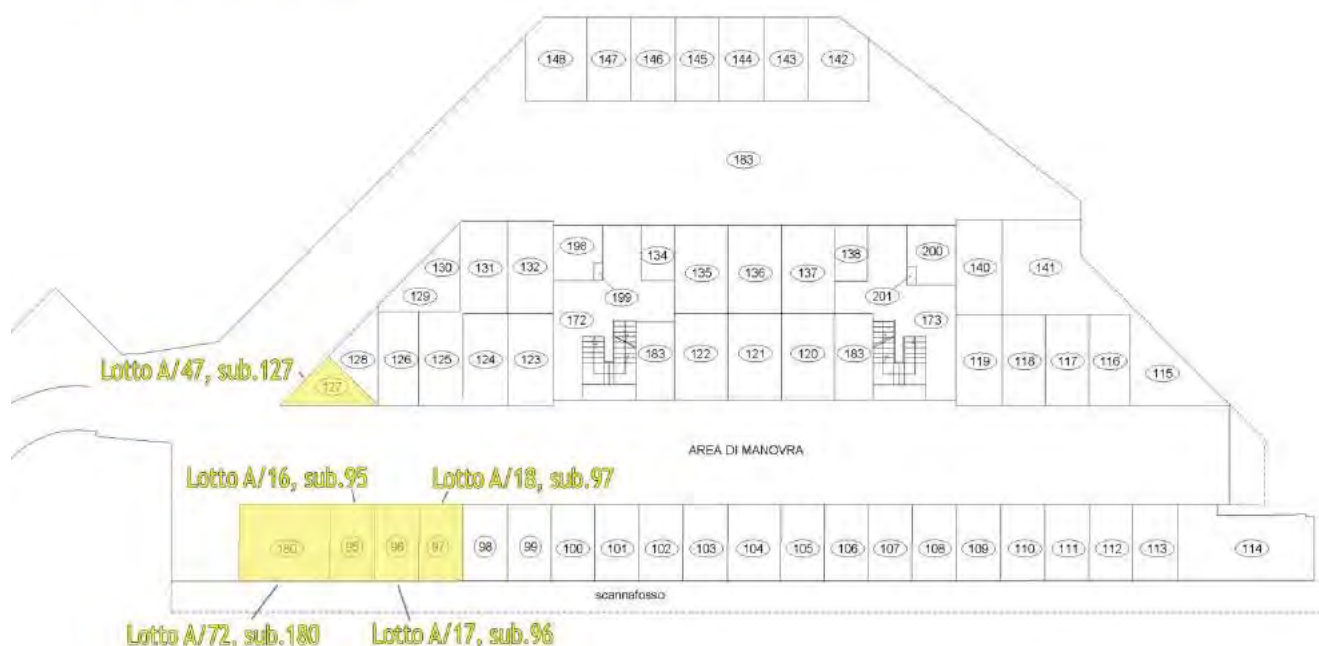 148 147 146 145 144 143 142
183
130 131 132 198 134 135 136 137 138 200 140 141
129 199 201
172 173
128 126 125 124 123 183 122 121 120 183 119 118 117 116 115
Lotto A/47, sub.127
127
AREA DI MANOVRA
Lotto A/16, sub.95 Lotto A/18, sub.97
180 95 96 97 98 99 100 101 102 103 104 105 106 107 108 109 110 111 112 113 114
scannafosso
Lotto A/72, sub.180 Lotto A/17, sub.96